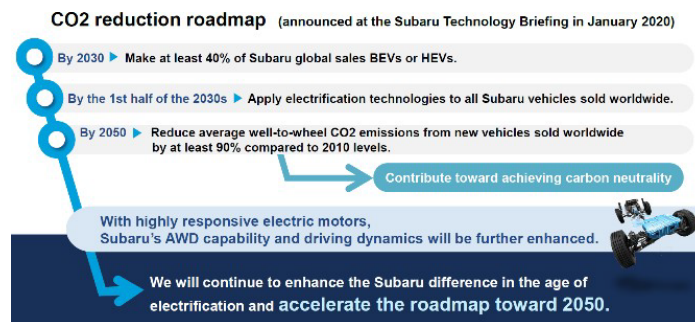 CO2 reduction roadmap (announced at the Subaru Technology Briefing in January 2020)
By 2030 ▶ Make at least 40% of Subaru global sales BEVs or HEVs.
By the 1st half of the 2030s ▶ Apply electrification technologies to all Subaru vehicles sold worldwide.
By 2050 ▶ Reduce average well-to-wheel CO2 emissions from new vehicles sold worldwide
by at least 90% compared to 2010 levels.
Contribute toward achieving carbon neutrality
With highly responsive electric motors,
Subaru's AWD capability and driving dynamics will be further enhanced.
We will continue to enhance the Subaru difference in the age of
electrification and accelerate the roadmap toward 2050.